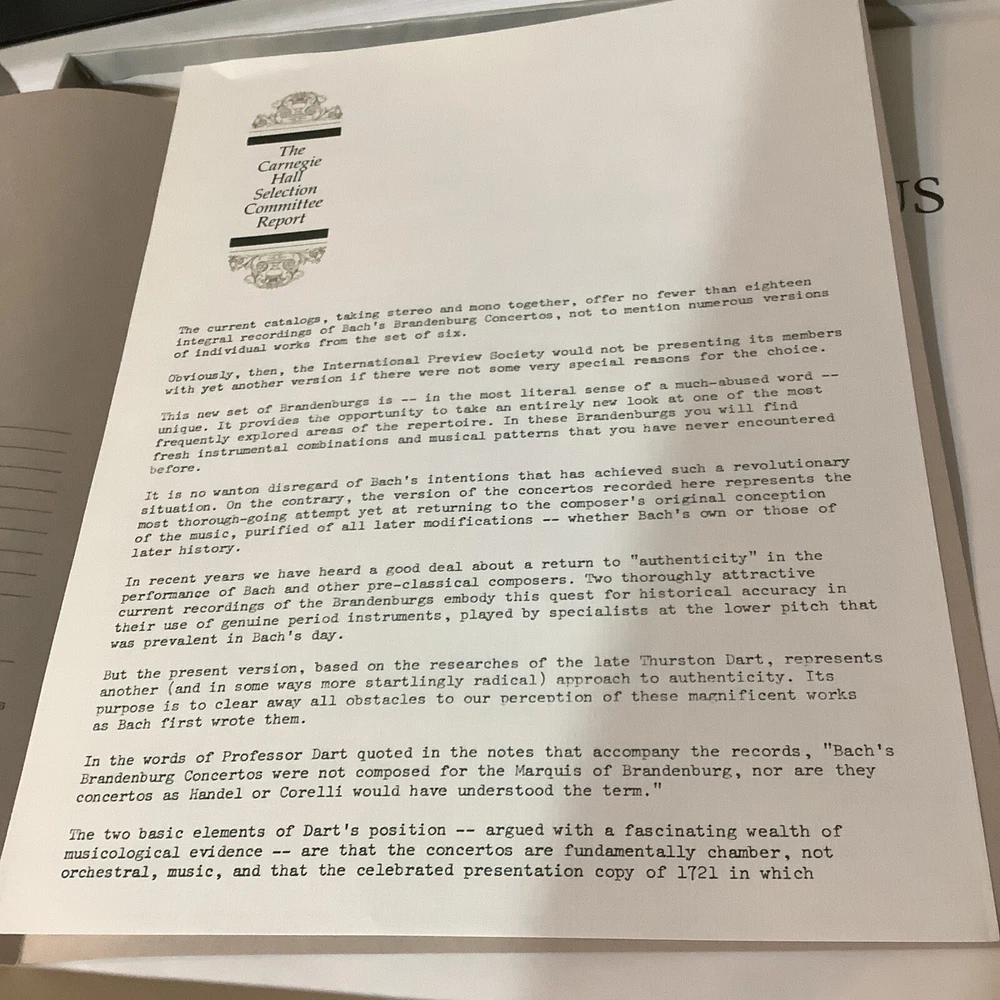 The
Carnegie
Hall
Selection
Committee
Report
US
The current catalogs, taking stereo and mono together, offer no fewer than eighteen
integral recordings of Bach's Brandenburg Concertos, not to mention numerous versions
of individual works from the set of six.
Obviously, then, the International Preview Society would not be presenting its members
with yet another version if there were not some very special reasons for the choice.
This new set of Brandenburgs is -- in the most literal sense of a much-abused word --
unique. It provides the opportunity to take an entirely new look at one of the most
frequently explored areas of the repertoire. In these Brandenburgs you will find
fresh instrumental combinations and musical patterns that you have never encountered
before.
It is no wanton disregard of Bach's intentions that has achieved such a revolutionary
situation. On the contrary, the version of the concertos recorded here represents the
most thorough-going attempt yet at returning to the composer's original conception
of the music, purified of all later modifications -- whether Bach's own or those of
later history.
In recent years we have heard a good deal about a return to "authenticity" in the
performance of Bach and other pre-classical composers. Two thoroughly attractive
current recordings of the Brandenburgs embody this quest for historical accuracy in
their use of genuine period instruments, played by specialists at the lower pitch that
was prevalent in Bach's day.
But the present version, based on the researches of the late Thurston Dart, represents
another (and in some ways more startlingly radical) approach to authenticity. Its
purpose is to clear away all obstacles to our perception of these magnificent works
as Bach first wrote them.
In the words of Professor Dart quoted in the notes that accompany the records, "Bach's
Brandenburg Concertos were not composed for the Marquis of Brandenburg, nor are they
concertos as Handel or Corelli would have understood the term."
The two basic elements of Dart's position -- argued with a fascinating wealth of
musicological evidence -- are that the concertos are fundamentally chamber, not
orchestral, music, and that the celebrated presentation copy of 1721 in which